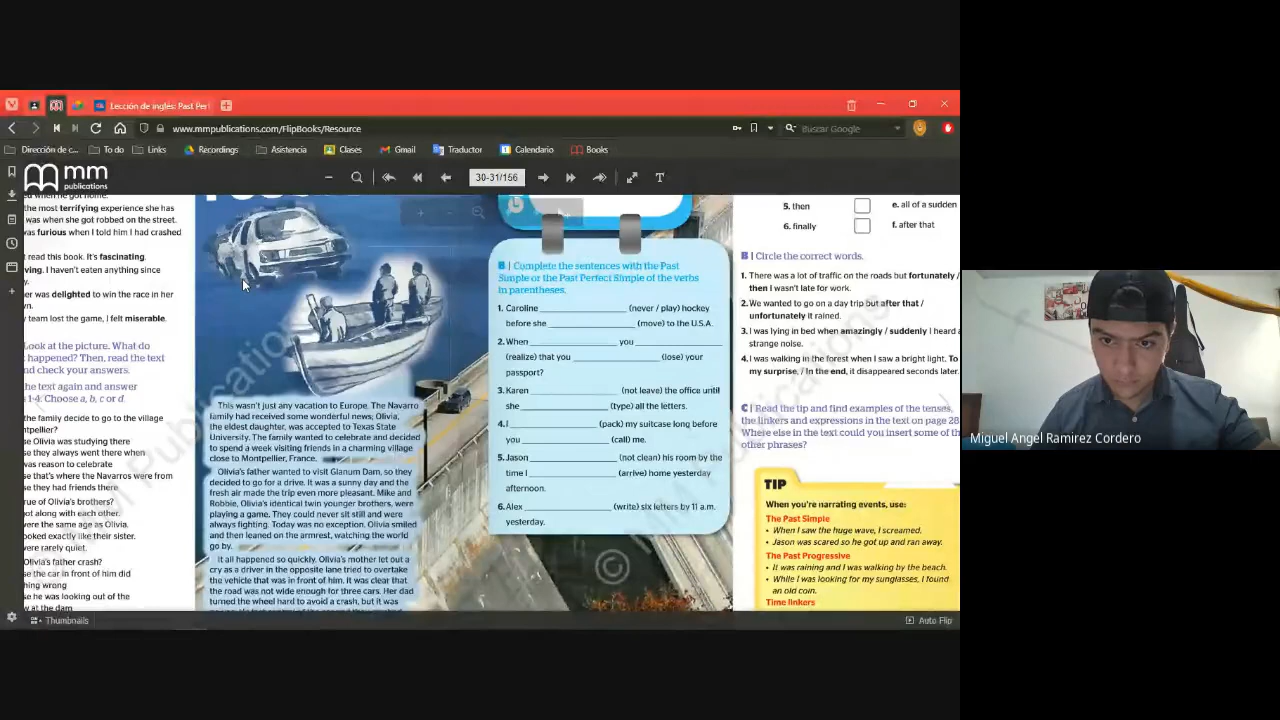 Lección de inglés: Past Per
www.mmpublications.com/FlipBooks/Resource
Buscar Google
Dirección de c...
To do
Links
Recordings
Asistencia
Clases
Gmail
Traductor
Calendario
Books
mm
publications
30-31/156
T
the most terrifying experience she has
was when she got robbed on the street.
was furious when I told him I had crashed
read this book. It's fascinating.
ving. I haven't eaten anything since
er was delighted to win the race in her
n.
team lost the game, I felt miserable.
Look at the picture. What do
happened? Then, read the text
nd check your answers.
he text again and answer
1-4. Choose a, b, c or d.
the family decide to go to the village
tpellier?
se Olivia was studying there
se they always went there when
was reason to celebrate
se that's where the Navarros were from
se they had friends there
rue of Olivia's brothers?
ot along with each other.
were the same age as Olivia.
ooked exactly like their sister.
were rarely quiet.
Olivia's father crash?
se the car in front of him did
hing wrong
se he was looking out of the
w at the dam
This wasn't just any vacation to Europe. The Navarro
family had received some wonderful news; Olivia,
the eldest daughter, was accepted to Texas State
University. The family wanted to celebrate and decided
to spend a week visiting friends in a charming village
close to Montpellier, France.
Olivia's father wanted to visit Glanum Dam, so they
decided to go for a drive. It was a sunny day and the
fresh air made the trip even more pleasant. Mike and
Robbie, Olivia's identical twin younger brothers, were
playing a game. They could never sit still and were
always fighting. Today was no exception. Olivia smiled
and then leaned on the armrest, watching the world
go by.
It all happened so quickly. Olivia's mother let out a
cry as a driver in the opposite lane tried to overtake
the vehicle that was in front of him. It was clear that
the road was not wide enough for three cars. Her dad
turned the wheel hard to avoid a crash, but it was
B | Complete the sentences with the Past
Simple or the Past Perfect Simple of the verbs
in parentheses.
1. Caroline ______ (never / play) hockey
before she ______ (move) to the U.S.A.
2. When ______ you ______
(realize) that you ______ (lose) your
passport?
3. Karen ______ (not leave) the office until
she ______ (type) all the letters.
4. I ______ (pack) my suitcase long before
you ______ (call) me.
5. Jason ______ (not clean) his room by the
time I ______ (arrive) home yesterday
afternoon.
6. Alex ______ (write) six letters by 11 a.m.
yesterday.
5. then e. all of a sudden
6. finally f. after that
B | Circle the correct words.
1. There was a lot of traffic on the roads but fortunately /
then I wasn't late for work.
2. We wanted to go on a day trip but after that /
unfortunately it rained.
3. I was lying in bed when amazingly / suddenly I heard a
strange noise.
4. I was walking in the forest when I saw a bright light. To
my surprise, / In the end, it disappeared seconds later.
C | Read the tip and find examples of the tenses,
the linkers and expressions in the text on page 28
Where else in the text could you insert some of th
other phrases?
TIP
When you're narrating events, use:
The Past Simple
• When I saw the huge wave, I screamed.
• Jason was scared so he got up and ran away.
The Past Progressive
• It was raining and I was walking by the beach.
• While I was looking for my sunglasses, I found
an old coin.
Time linkers
Thumbnails
Auto Flip
Miguel Angel Ramirez Cordero